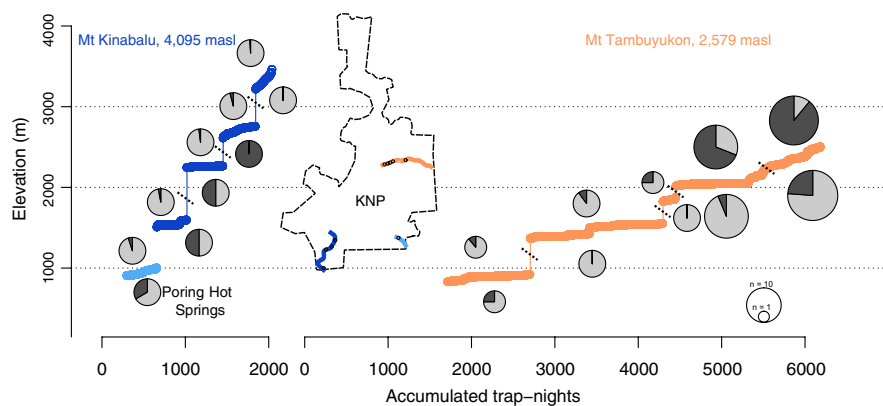 Mt Kinabalu, 4,095 masl
Mt Tambuyukon, 2,579 masl
Elevation (m)
4000
3000
2000
1000
KNP
Poring Hot
Springs
n = 10
n = 1
0 1000 2000
0 1000 2000 3000 4000 5000 6000
Accumulated trap−nights